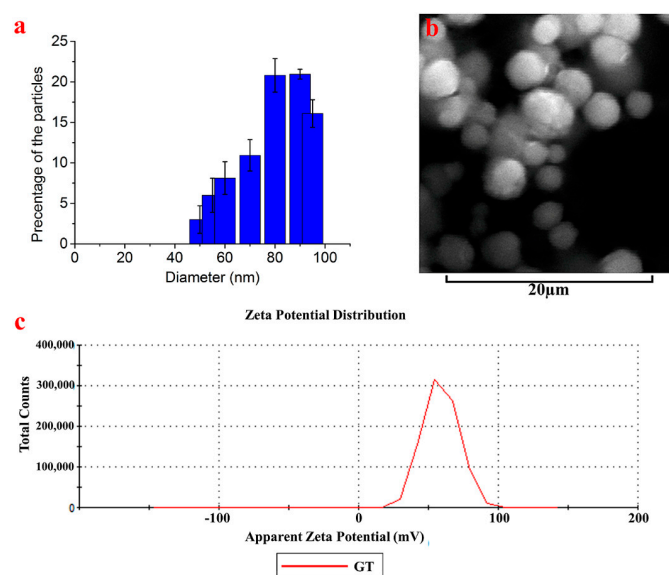 a
25
20
15
10
5
0
Precentage of the particles
0 20 40 60 80 100
Diameter (nm)
b
20μm
Zeta Potential Distribution
c
400,000
300,000
200,000
100,000
0
Total Counts
-100 0 100 200
Apparent Zeta Potential (mV)
GT